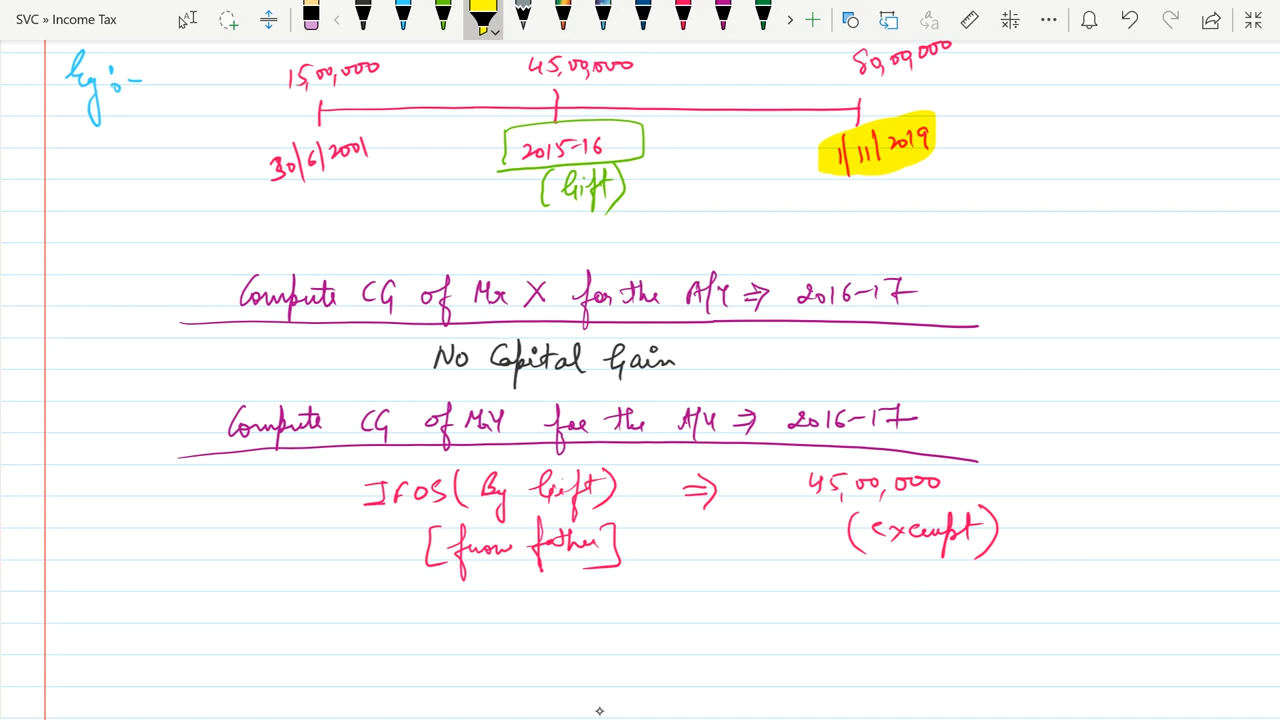 SVC » Income Tax
Eg :-
15,00,000 45,00,000 80,00,000
30/6/2001 2015-16 1/11/2019
(Gift)
Compute CG of Mr X for the A/Y ⇒ 2016-17
No Capital Gain
Compute CG of Mr Y for the A/Y ⇒ 2016-17
IFOS (By Gift) ⇒ 45,00,000
[from father] (exempt)